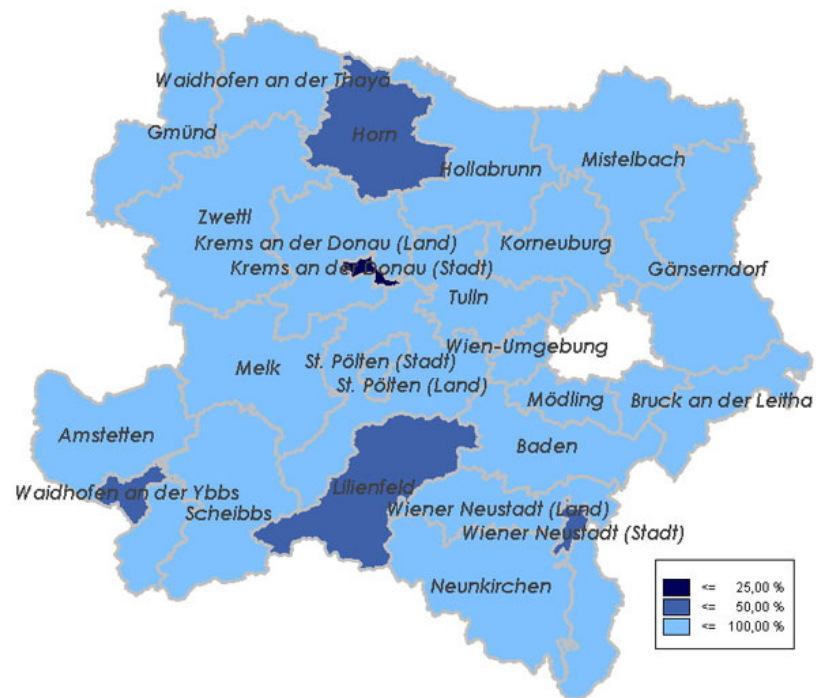 Waidhofen an der Thaya
Gmünd
Horn
Mistelbach
Hollabrunn
Zwettl
Krems an der Donau (Land)
Korneuburg
Krems an der Donau (Stadt)
Gänserndorf
Tulln
Wien-Umgebung
St. Pölten (Stadt)
Melk
St. Pölten (Land)
Mödling
Bruck an der Leitha
Amstetten
Baden
Waidhofen an der Ybbs
Lilienfeld
Scheibbs
Wiener Neustadt (Land)
Wiener Neustadt (Stadt)
Neunkirchen
<= 25,00 %
<= 50,00 %
<= 100,00 %